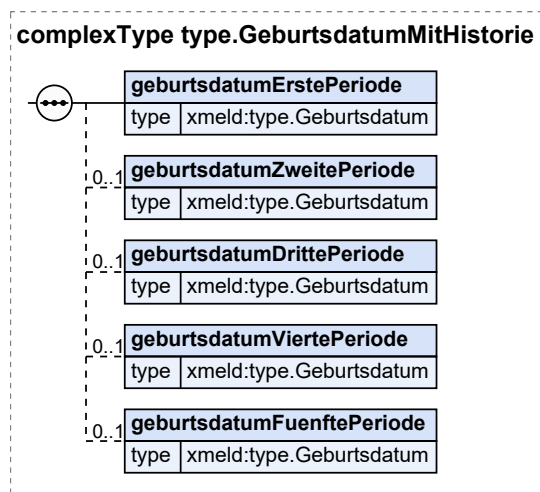 complexType type.GeburtsdatumMitHistorie
geburtsdatumErstePeriode
type xmeld:type.Geburtsdatum
0..1 geburtsdatumZweitePeriode
type xmeld:type.Geburtsdatum
0..1 geburtsdatumDrittePeriode
type xmeld:type.Geburtsdatum
0..1 geburtsdatumViertePeriode
type xmeld:type.Geburtsdatum
0..1 geburtsdatumFuenftePeriode
type xmeld:type.Geburtsdatum